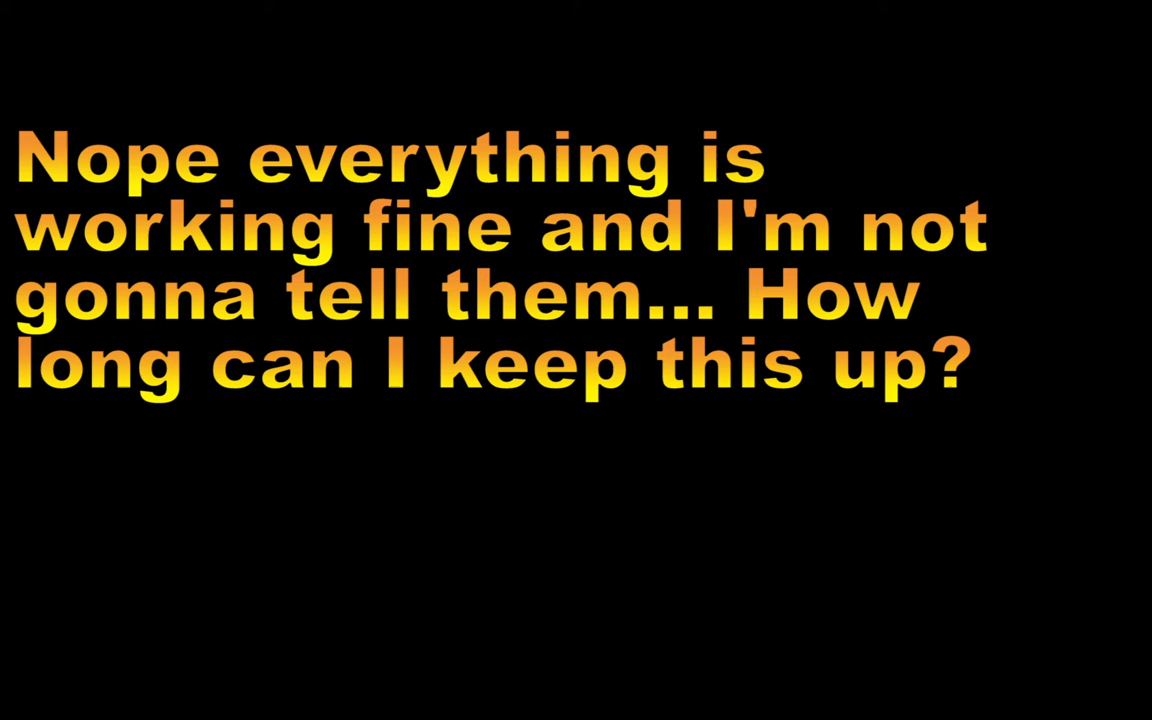 Nope everything is
working fine and I'm not
gonna tell them... How
long can I keep this up?